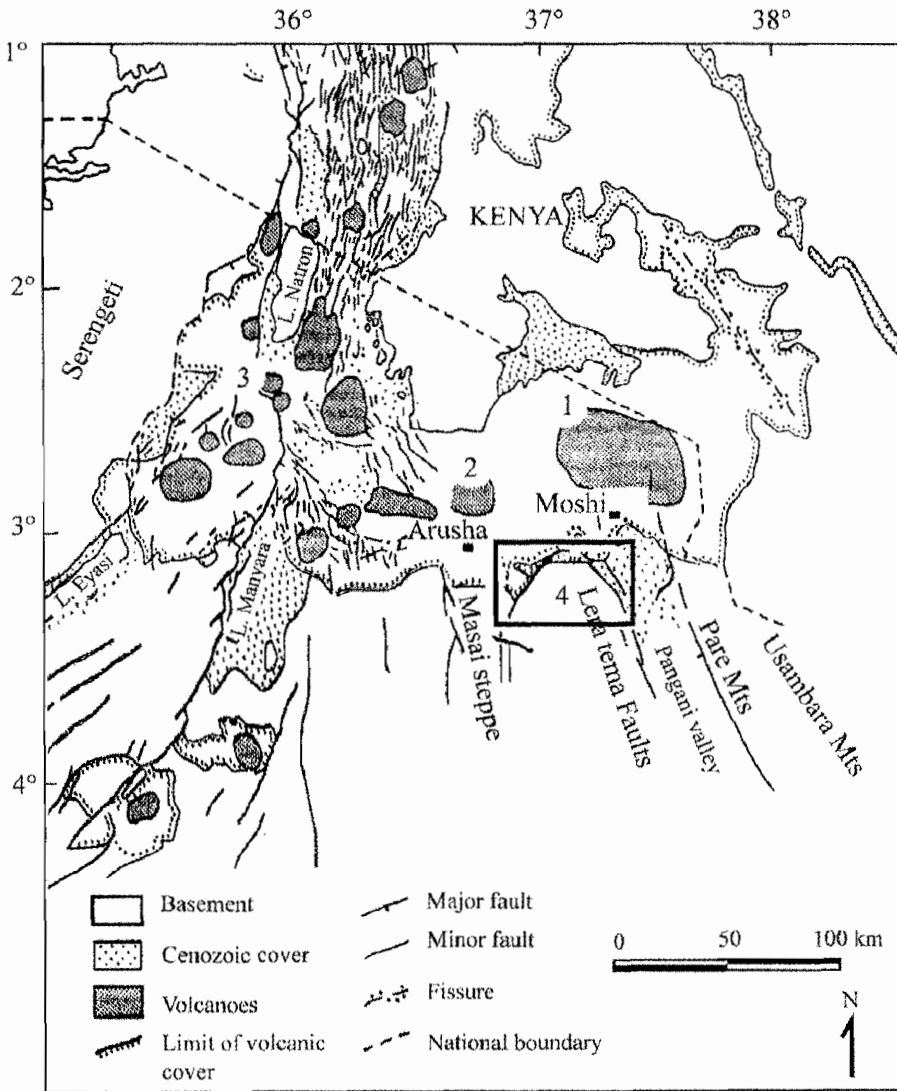 36°
37°
38°
1°
2°
3°
4°
KENYA
Serengeti
L. Natron
3
1
2
Moshi
Arusha
L. Eyasi
L. Manyara
4
Masai steppe
Lera tema Faults
Pangani valley
Pare Mts
Usambara Mts
Basement
Cenozoic cover
Volcanoes
Limit of volcanic
cover
Major fault
Minor fault
Fissure
National boundary
0 50 100 km
N